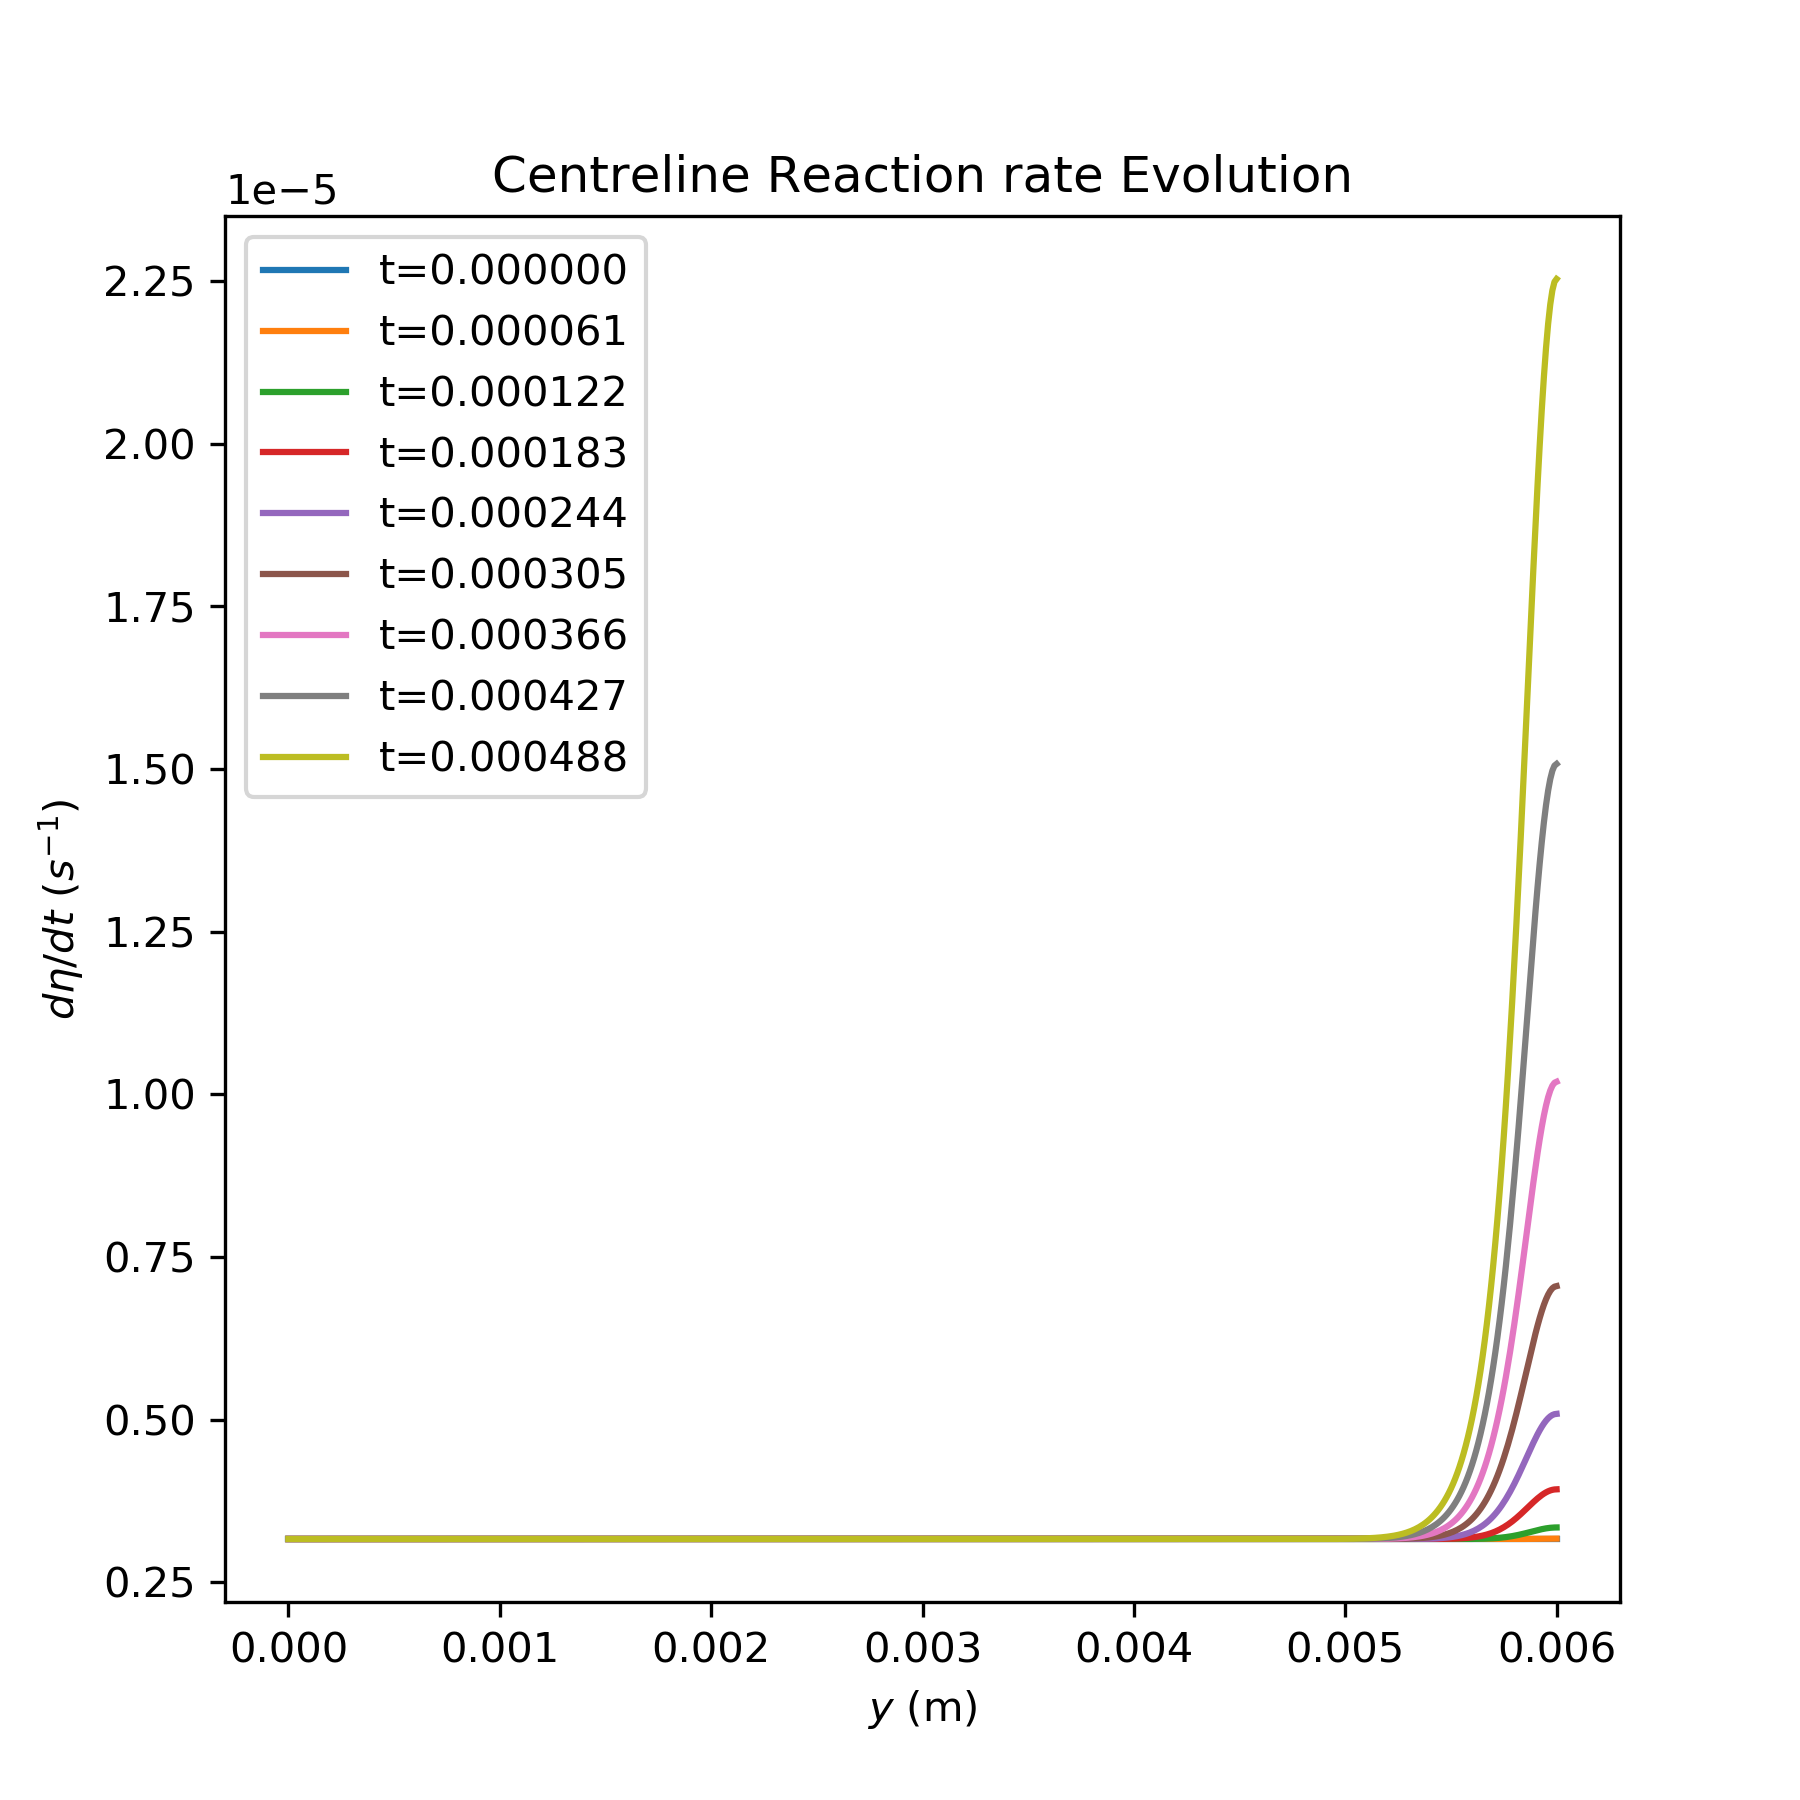 Centreline Reaction rate Evolution
1e−5
t=0.000000
t=0.000061
t=0.000122
t=0.000183
t=0.000244
t=0.000305
t=0.000366
t=0.000427
t=0.000488
2.25
2.00
1.75
1.50
1.25
1.00
0.75
0.50
0.25
dη/dt (s⁻¹)
0.000 0.001 0.002 0.003 0.004 0.005 0.006
y (m)